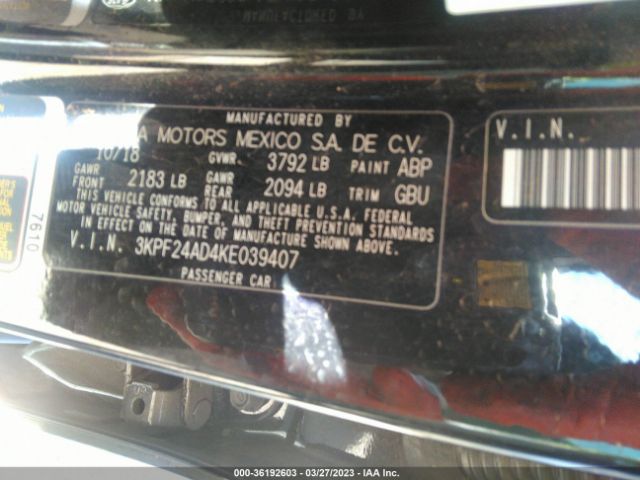 MANUFACTURED BY
A MOTORS MEXICO S.A. DE C.V.
10/18 GVWR 3792 LB PAINT ABP
GAWR FRONT 2183 LB GAWR REAR 2094 LB TRIM GBU
THIS VEHICLE CONFORMS TO ALL APPLICABLE U.S.A. FEDERAL
MOTOR VEHICLE SAFETY, BUMPER, AND THEFT PREVENTION STANDARDS
IN EFFECT ON THE DATE OF MANUFACTURE SHOWN ABOVE.
V.I.N. 3KPF24AD4KE039407
PASSENGER CAR
7610
V.I.N.
000-36192603 - 03/27/2023 - IAA Inc.